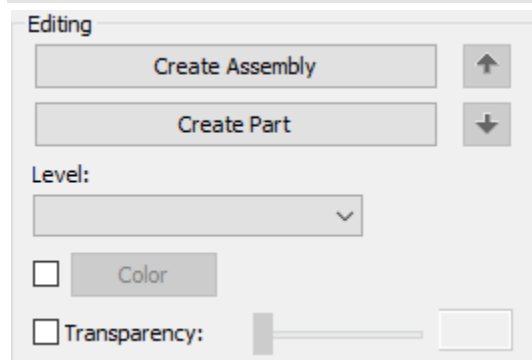 Editing
Create Assembly
Create Part
Level:
Color
Transparency: